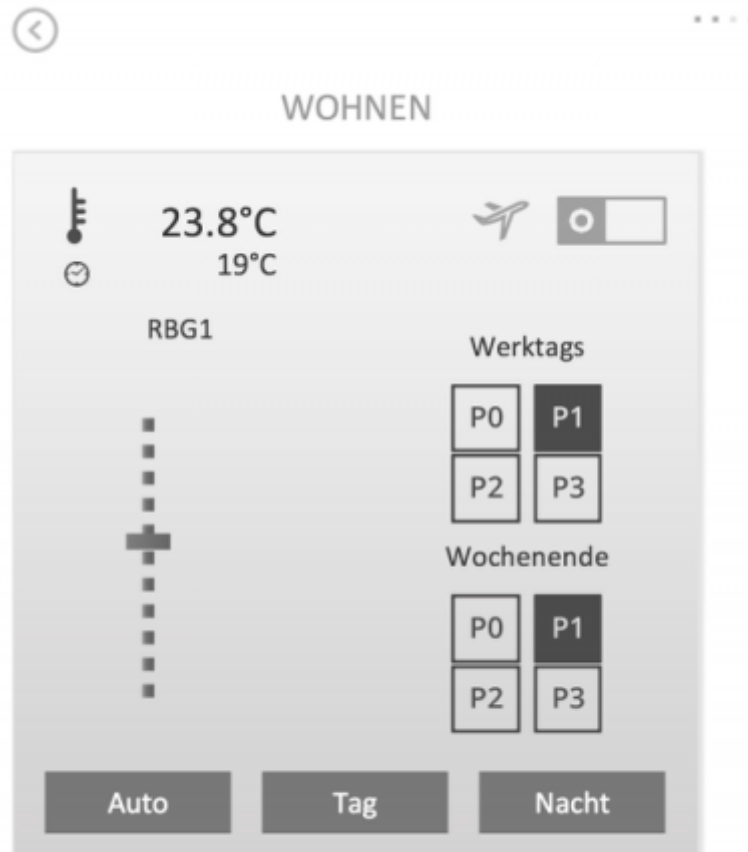 WOHNEN
23.8°C
19°C
RBG1
Werktags
P0 P1
P2 P3
Wochenende
P0 P1
P2 P3
Auto Tag Nacht